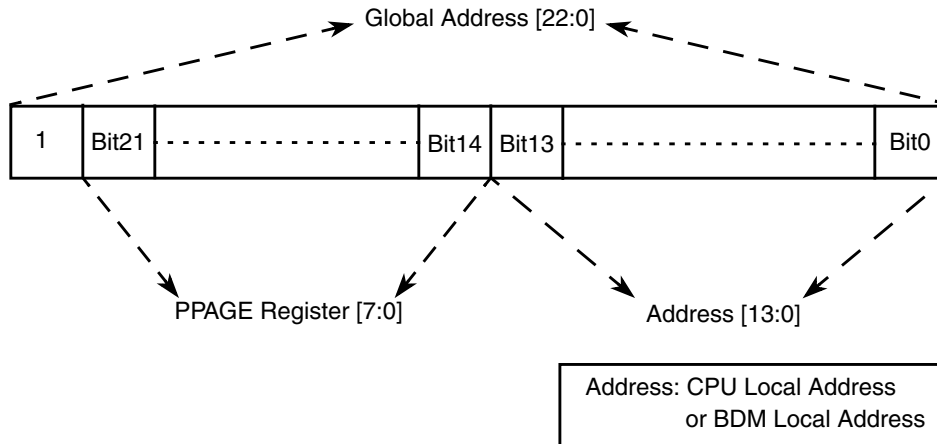 Global Address [22:0]
1 Bit21 Bit14 Bit13 Bit0
PPAGE Register [7:0] Address [13:0]
Address: CPU Local Address
or BDM Local Address